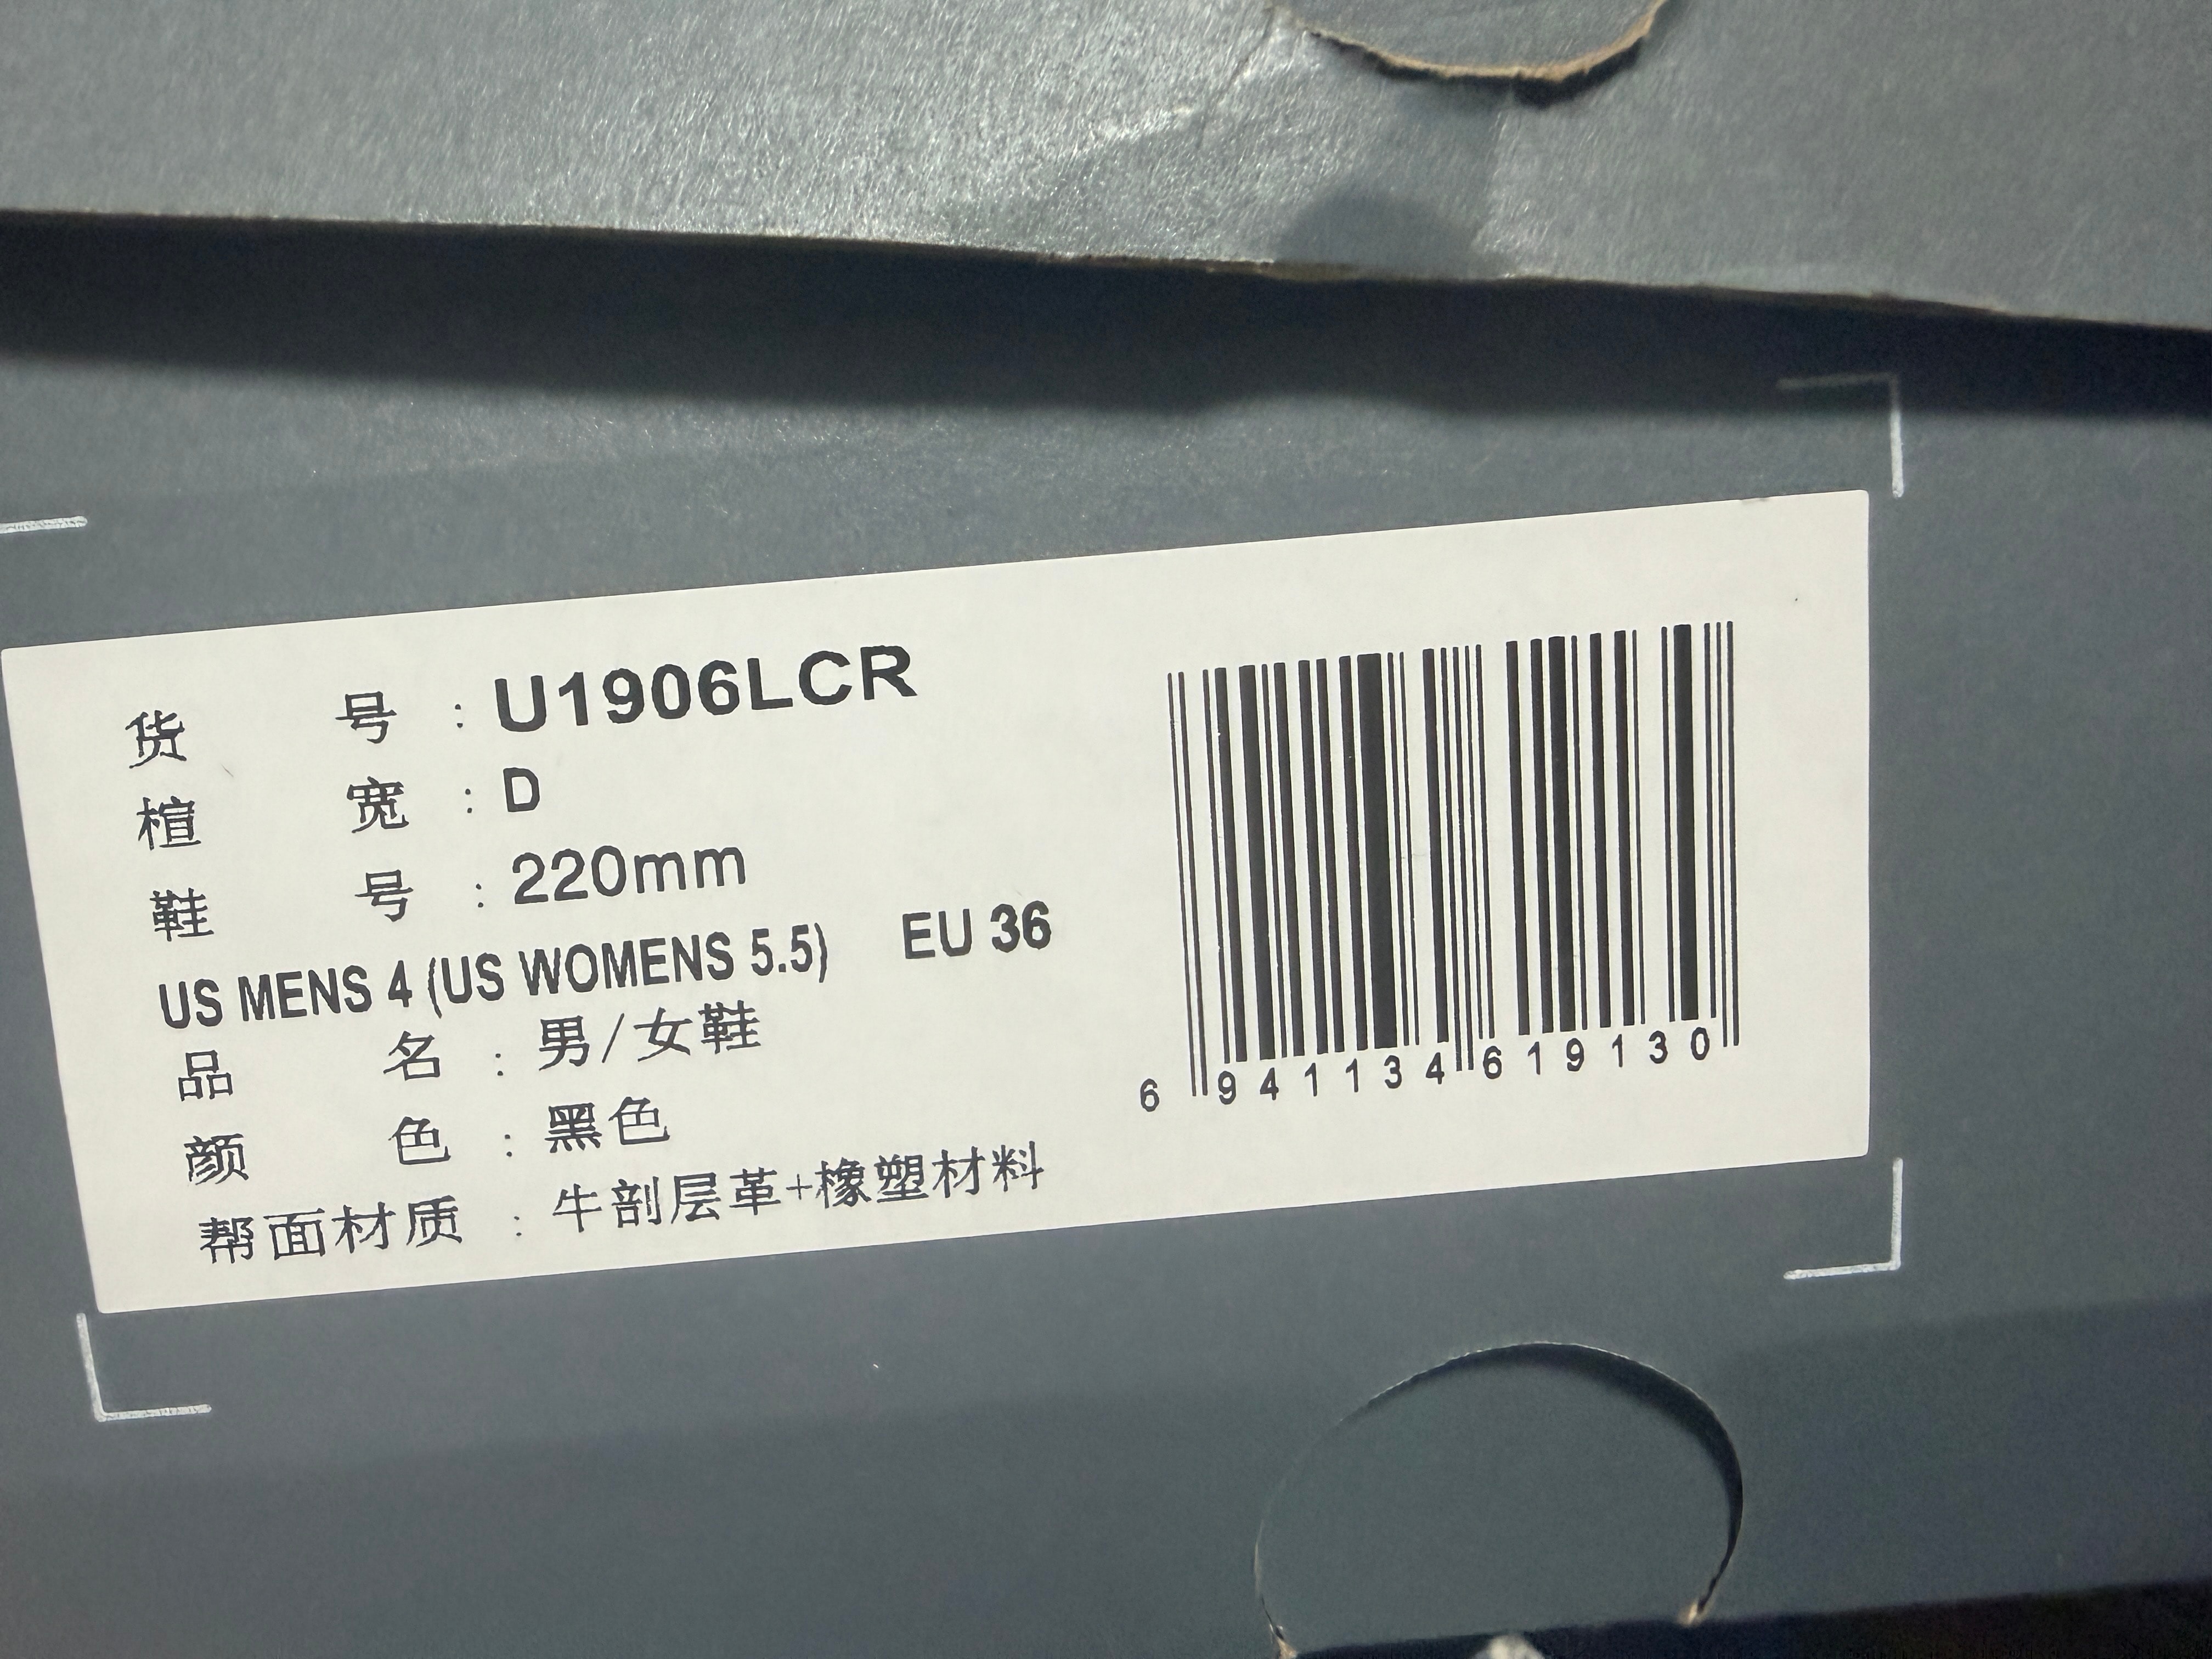 货 号 : U1906LCR
楦 宽 : D
鞋 号 : 220mm
US MENS 4 (US WOMENS 5.5) EU 36
品 名 : 男/女鞋
颜 色 : 黑色
帮面材质 : 牛剖层革+橡塑材料
6 941134 619130